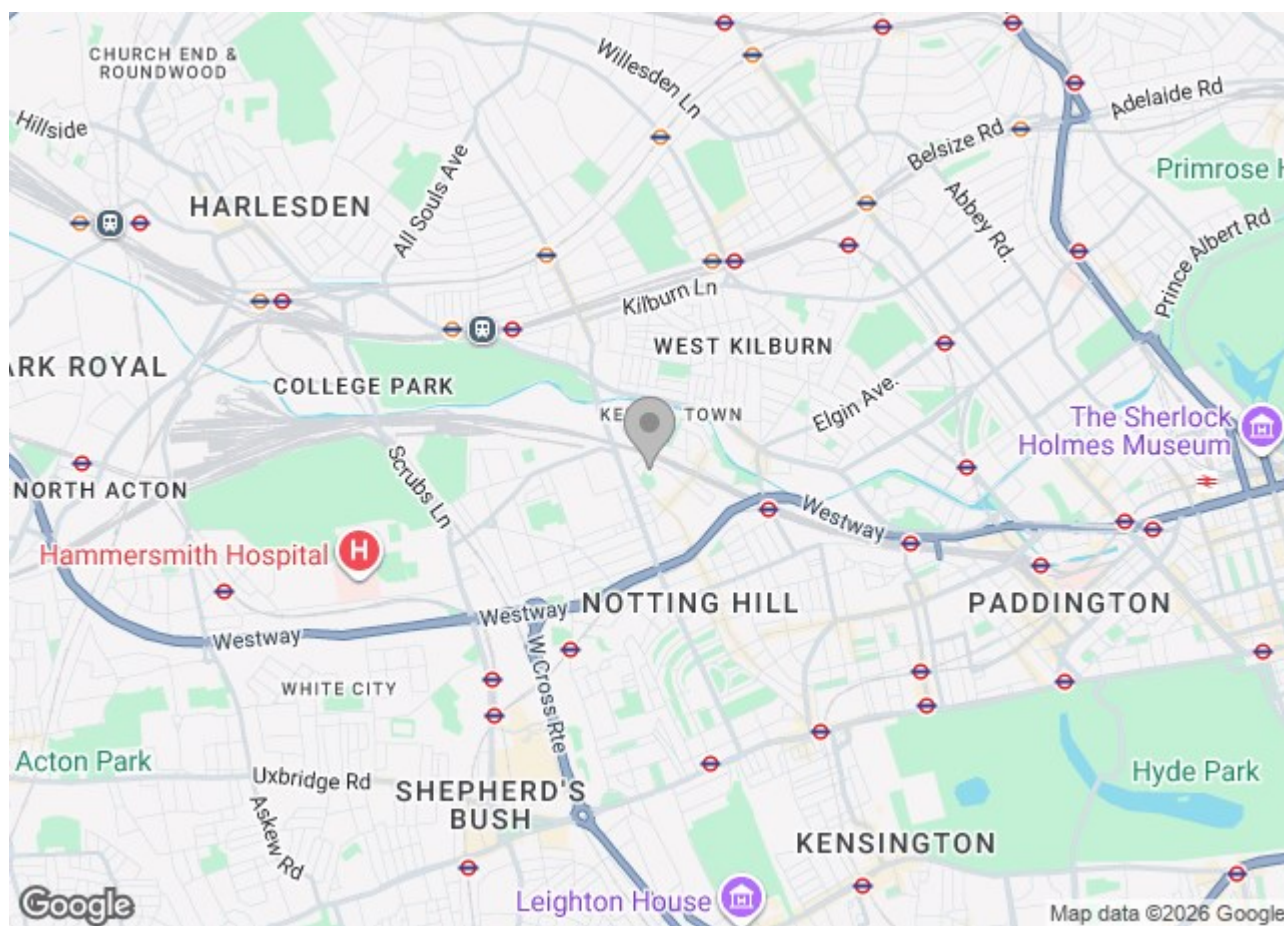 CHURCH END &
ROUNDWOOD
Willesden Ln
Adelaide Rd
Hillside
Belsize Rd
Primrose H
HARLESDEN
All Souls Ave
Abbey Rd.
Prince Albert Rd
Kilburn Ln
WEST KILBURN
ARK ROYAL
COLLEGE PARK
Elgin Ave.
KE TOWN
The Sherlock
Holmes Museum
Scrubs Ln
NORTH ACTON
Westway
Hammersmith Hospital
H
NOTTING HILL
PADDINGTON
Westway
Westway
W Cross Rte
WHITE CITY
Acton Park
Uxbridge Rd
SHEPHERD'S
BUSH
Hyde Park
Askew Rd
KENSINGTON
Leighton House
Google
Map data ©2026 Google